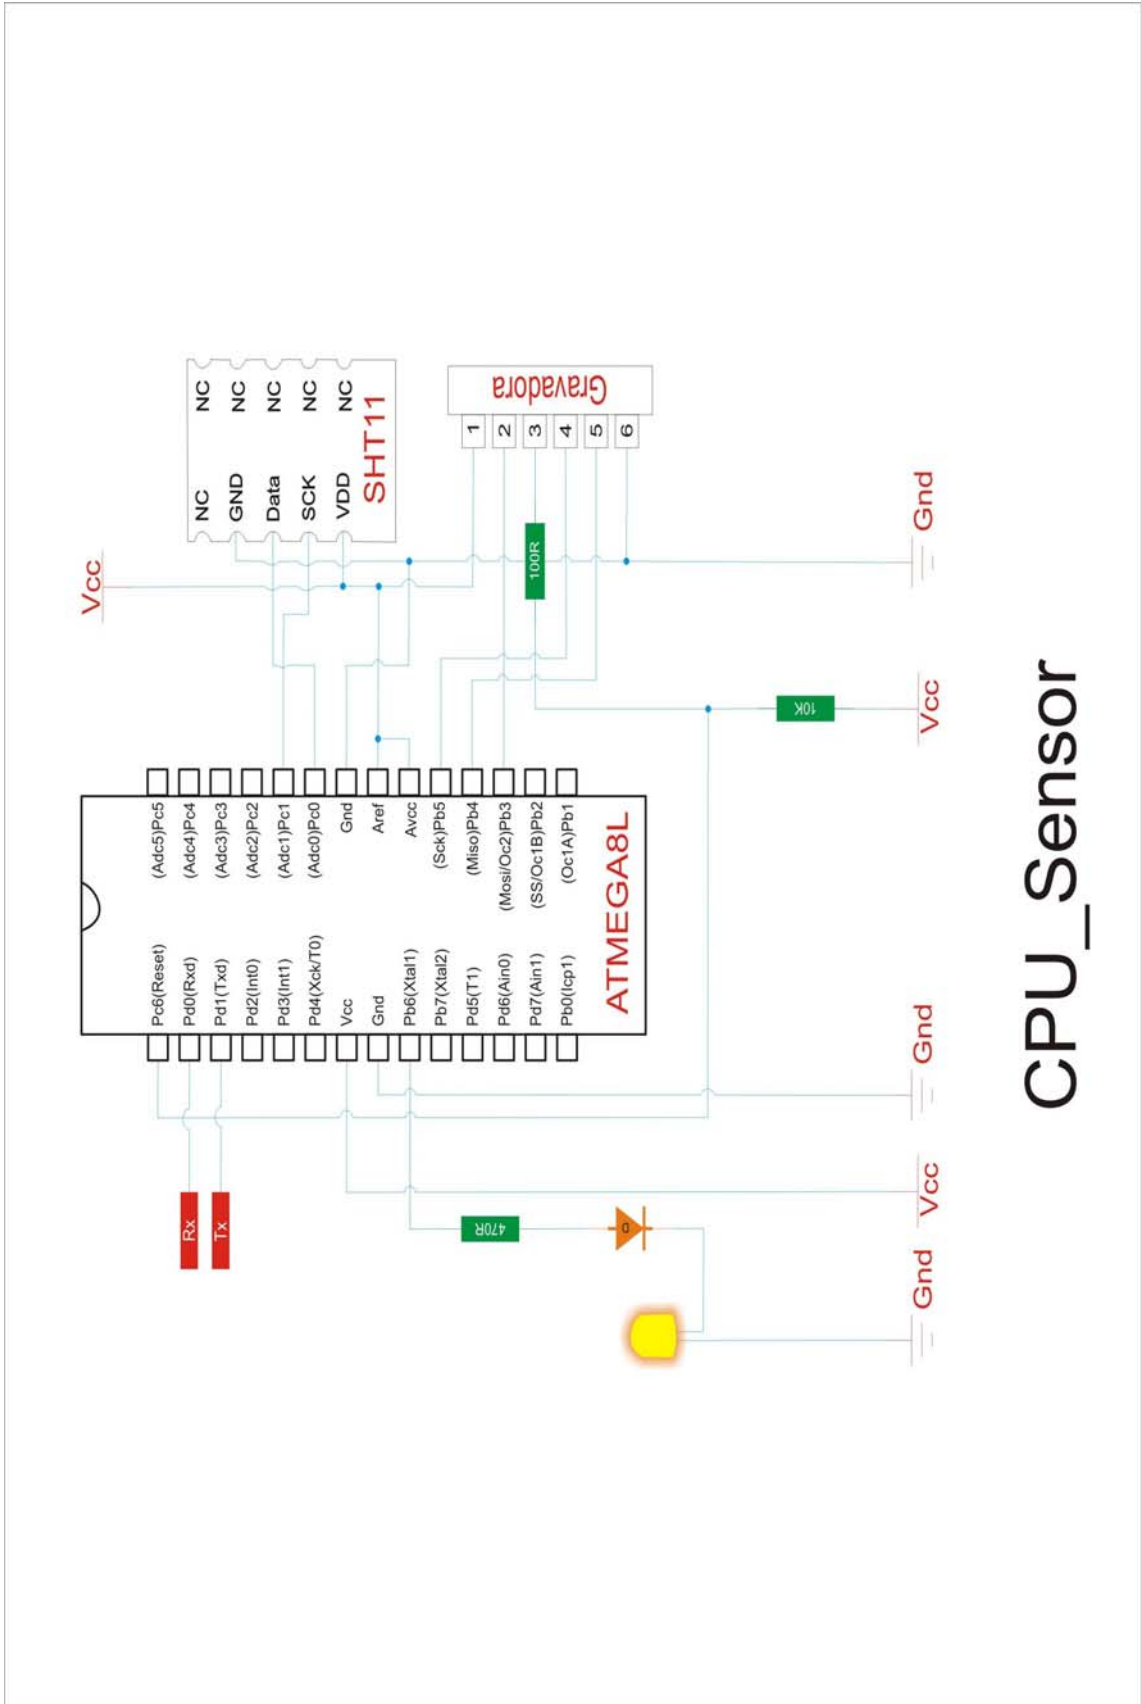 Vcc
Rx
Tx
Pc6(Reset)
Pd0(Rxd)
Pd1(Txd)
Pd2(Int0)
Pd3(Int1)
Pd4(Xck/T0)
Vcc
Gnd
Pb6(Xtal1)
Pb7(Xtal2)
Pd5(T1)
Pd6(Ain0)
Pd7(Ain1)
Pb0(Icp1)
(Adc5)Pc5
(Adc4)Pc4
(Adc3)Pc3
(Adc2)Pc2
(Adc1)Pc1
(Adc0)Pc0
Gnd
Aref
Avcc
(Sck)Pb5
(Miso)Pb4
(Mosi/Oc2)Pb3
(SS/Oc1B)Pb2
(Oc1A)Pb1
ATMEGA8L
NC NC
GND NC
Data NC
SCK NC
VDD NC
SHT11
1
2
3
4
5
6
Gravadora
470R
D
100R
10K
Gnd
Vcc
Gnd
Vcc
Gnd
CPU_Sensor